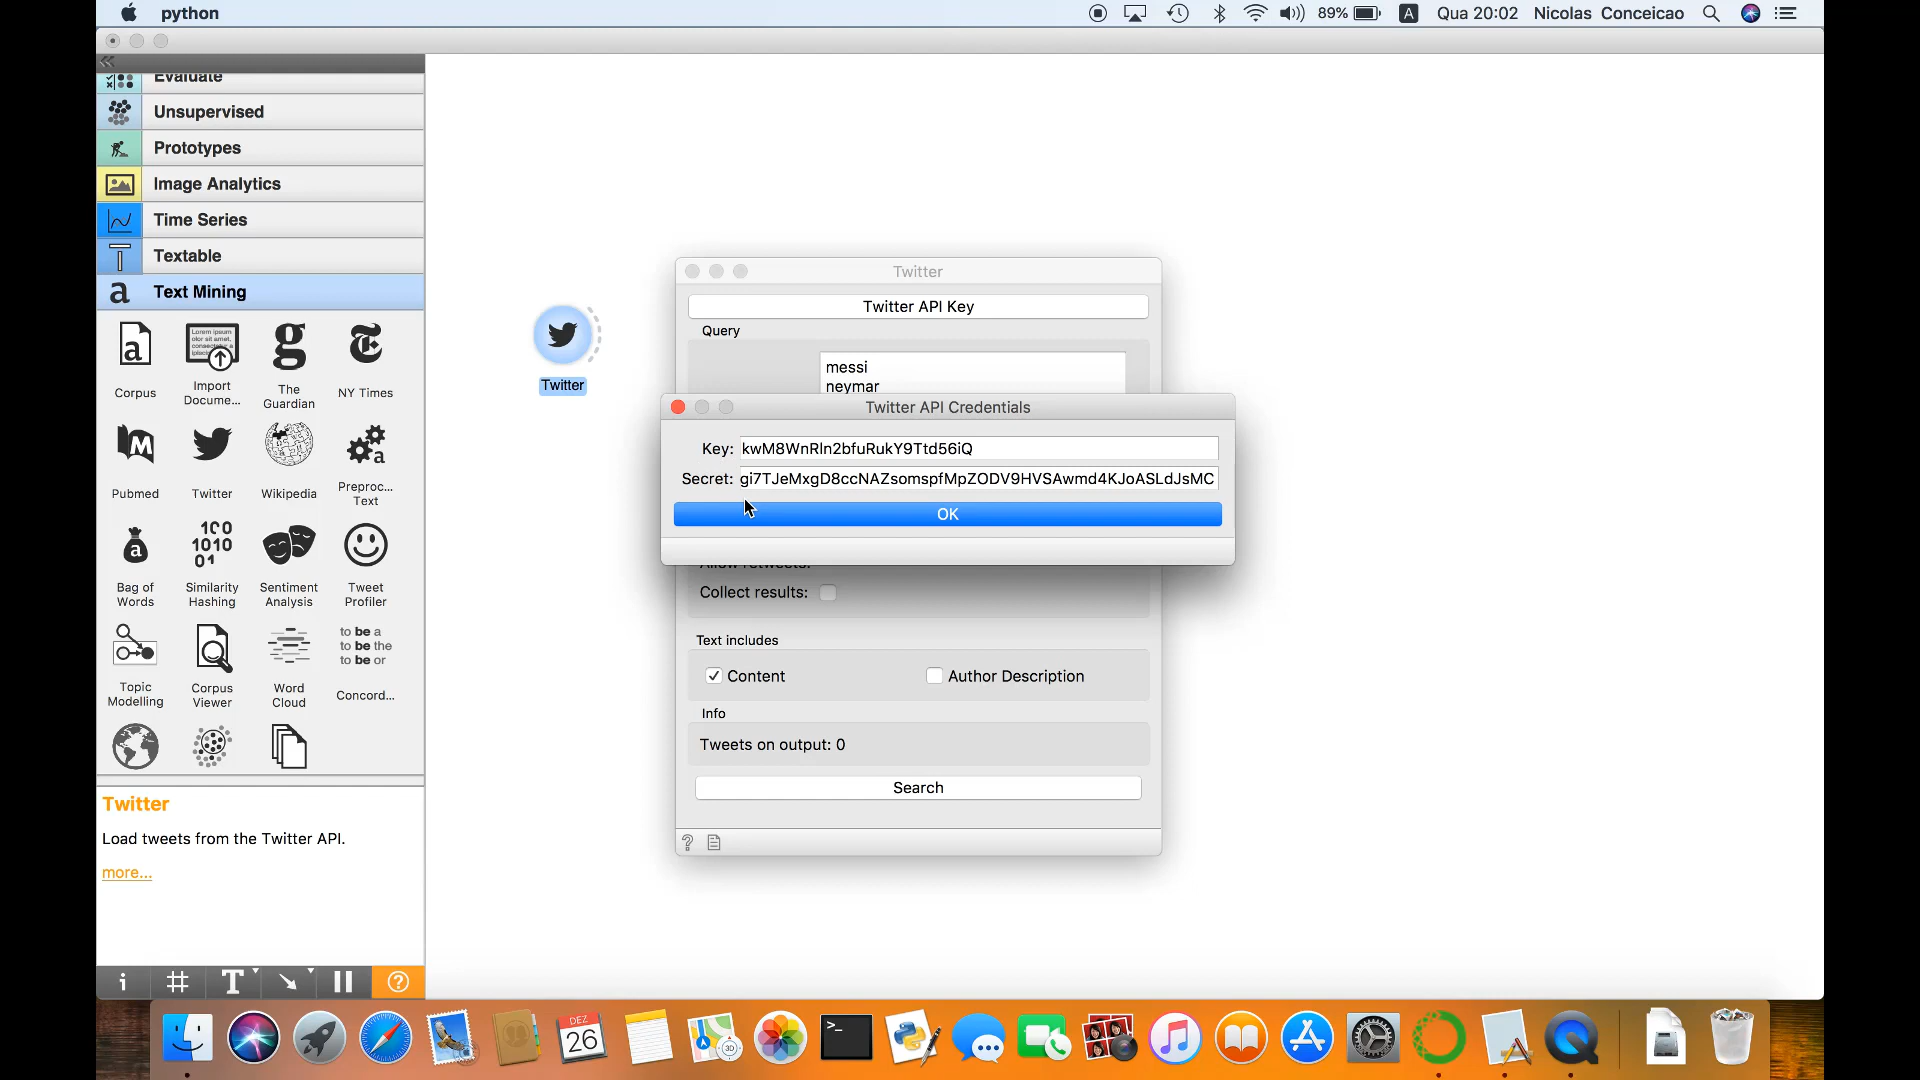 python
89%
A
Qua 20:02
Nicolas Conceicao
Evaluate
Unsupervised
Prototypes
Image Analytics
Time Series
Textable
a Text Mining
Corpus
Import
Docume...
The
Guardian
NY Times
Pubmed
Twitter
Wikipedia
Preproc...
Text
Bag of
Words
Similarity
Hashing
Sentiment
Analysis
Tweet
Profiler
to be a
to be the
to be or
Topic
Modelling
Corpus
Viewer
Word
Cloud
Concord...
Twitter
Load tweets from the Twitter API.
more...
Twitter
Twitter
Twitter API Key
Query
messi
neymar
Twitter API Credentials
Key: kwM8WnRln2bfuRukY9Ttd56iQ
Secret: gi7TJeMxgD8ccNAZsomspfMpZODV9HVSAwmd4KJoASLdJsMC
OK
Allow retweets:
Collect results:
Text includes
Content
Author Description
Info
Tweets on output: 0
Search
DEZ
26
3D